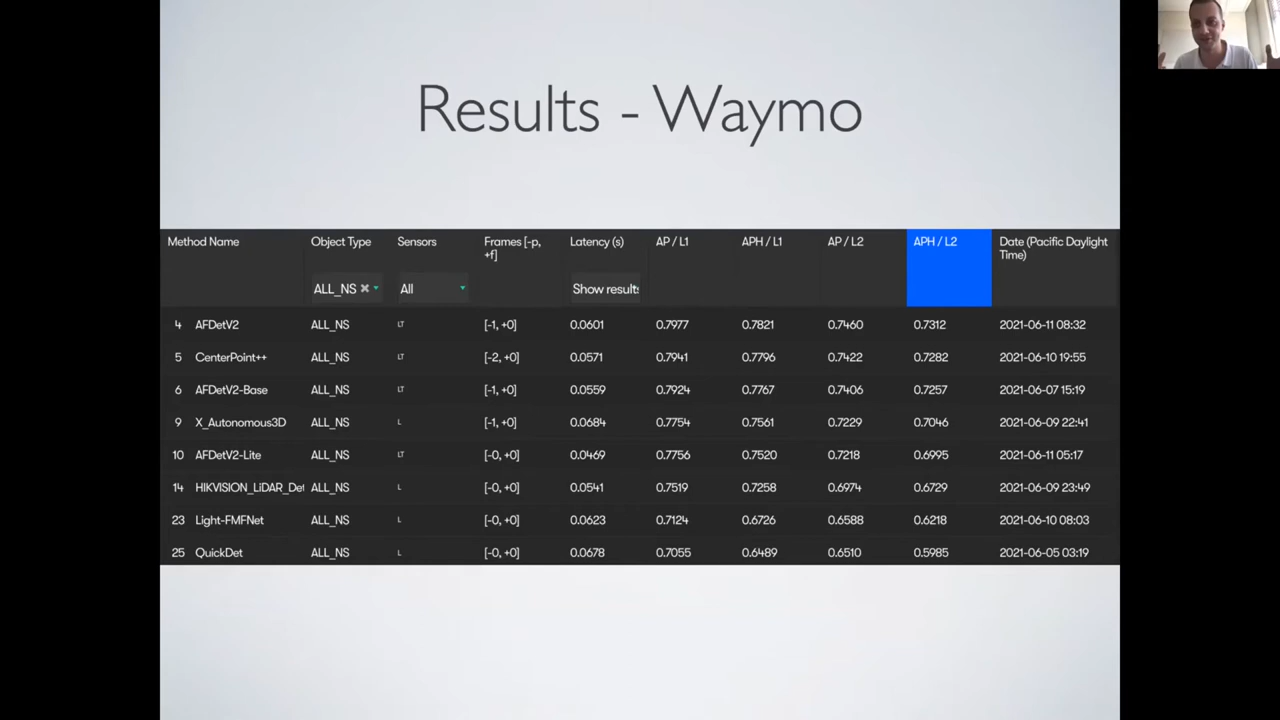 Results - Waymo
Method Name Object Type Sensors Frames [-p, +f] Latency (s) AP / L1 APH / L1 AP / L2 APH / L2 Date (Pacific Daylight Time)
ALL_NS All Show results
4 AFDetV2 ALL_NS LT [-1, +0] 0.0601 0.7977 0.7821 0.7460 0.7312 2021-06-11 08:32
5 CenterPoint++ ALL_NS LT [-2, +0] 0.0571 0.7941 0.7796 0.7422 0.7282 2021-06-10 19:55
6 AFDetV2-Base ALL_NS LT [-1, +0] 0.0559 0.7924 0.7767 0.7406 0.7257 2021-06-07 15:19
9 X_Autonomous3D ALL_NS L [-1, +0] 0.0684 0.7754 0.7561 0.7229 0.7046 2021-06-09 22:41
10 AFDetV2-Lite ALL_NS LT [-0, +0] 0.0469 0.7756 0.7520 0.7218 0.6995 2021-06-11 05:17
14 HIKVISION_LiDAR_Det ALL_NS L [-0, +0] 0.0541 0.7519 0.7258 0.6974 0.6729 2021-06-09 23:49
23 Light-FMFNet ALL_NS L [-0, +0] 0.0623 0.7124 0.6726 0.6588 0.6218 2021-06-10 08:03
25 QuickDet ALL_NS L [-0, +0] 0.0678 0.7055 0.6489 0.6510 0.5985 2021-06-05 03:19